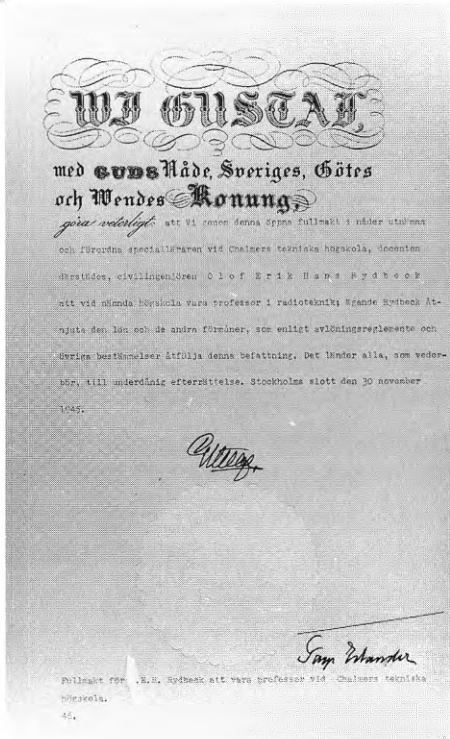 WI GUSTAF,
med GUDS Nåde, Sveriges, Götes
och Wendes Konung,
göra veterligt: att Vi genom denna öppna fullmakt i nåder utnämna
och förordna specialläraren vid Chalmers tekniska högskola, docenten
därstädes, civilingenjören Olof Erik Hans Rydbeck
att vid nämnda högskola vara professor i radioteknik; ägande Rydbeck åt-
njuta den lön och de andra förmåner, som enligt avlöningsreglemente och
övriga bestämmelser åtfölja denna befattning. Det länder alla, som veder-
bör, till underdånig efterrättelse. Stockholms slott den 30 november
1945.
Tage Erlander
Fullmakt för .E.H. Rydbeck att vara professor vid Chalmers tekniska
högskola.